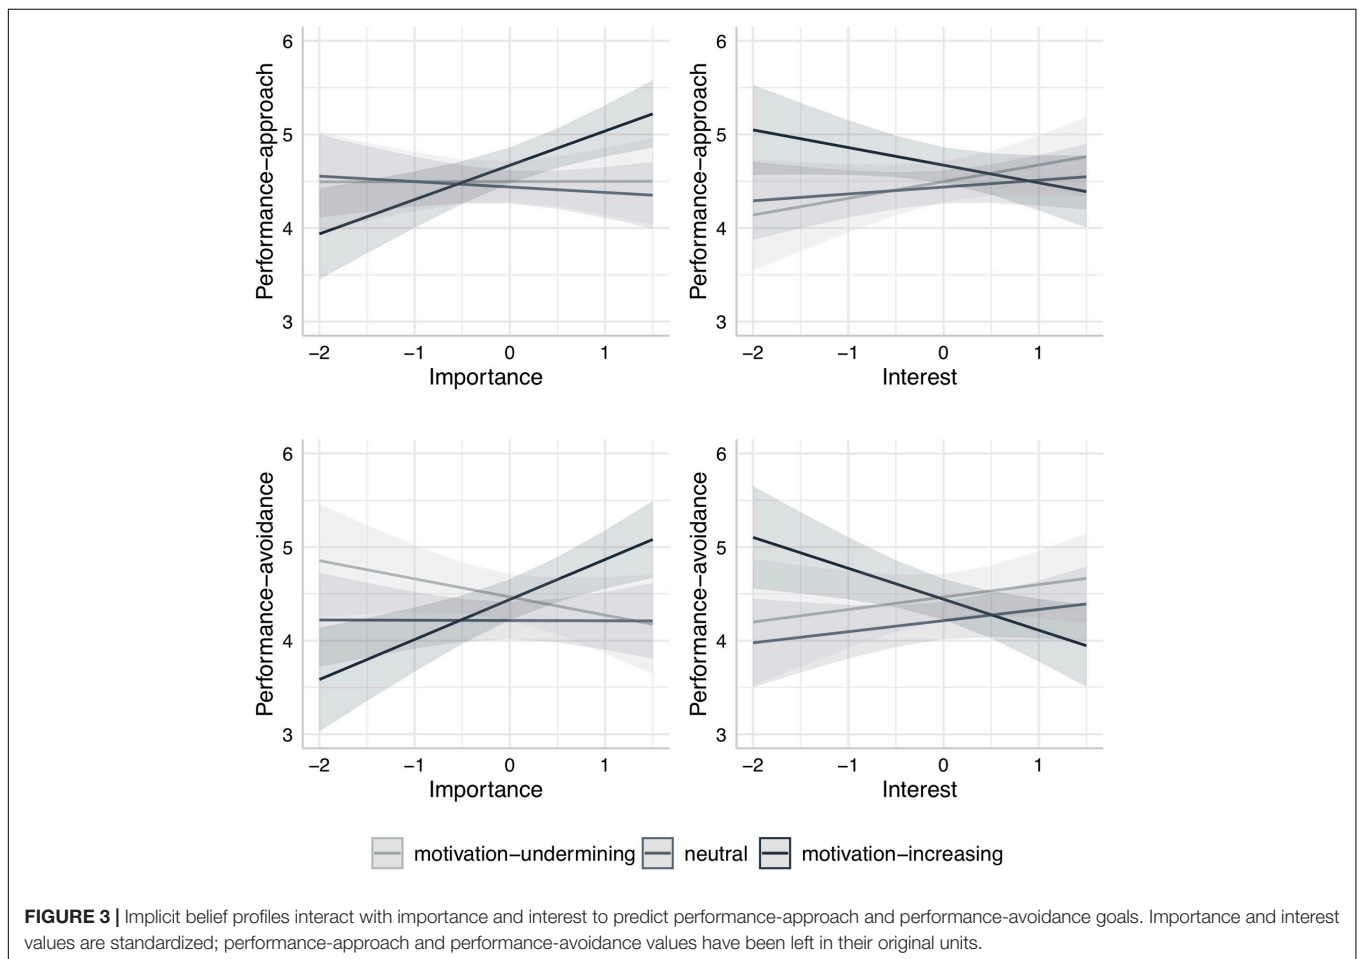 6
5
4
3
Performance−approach
−2 −1 0 1
Importance
6
5
4
3
Performance−approach
−2 −1 0 1
Interest
6
5
4
3
Performance−avoidance
−2 −1 0 1
Importance
6
5
4
3
Performance−avoidance
−2 −1 0 1
Interest
motivation−undermining neutral motivation−increasing
FIGURE 3 | Implicit belief profiles interact with importance and interest to predict performance-approach and performance-avoidance goals. Importance and interest
values are standardized; performance-approach and performance-avoidance values have been left in their original units.